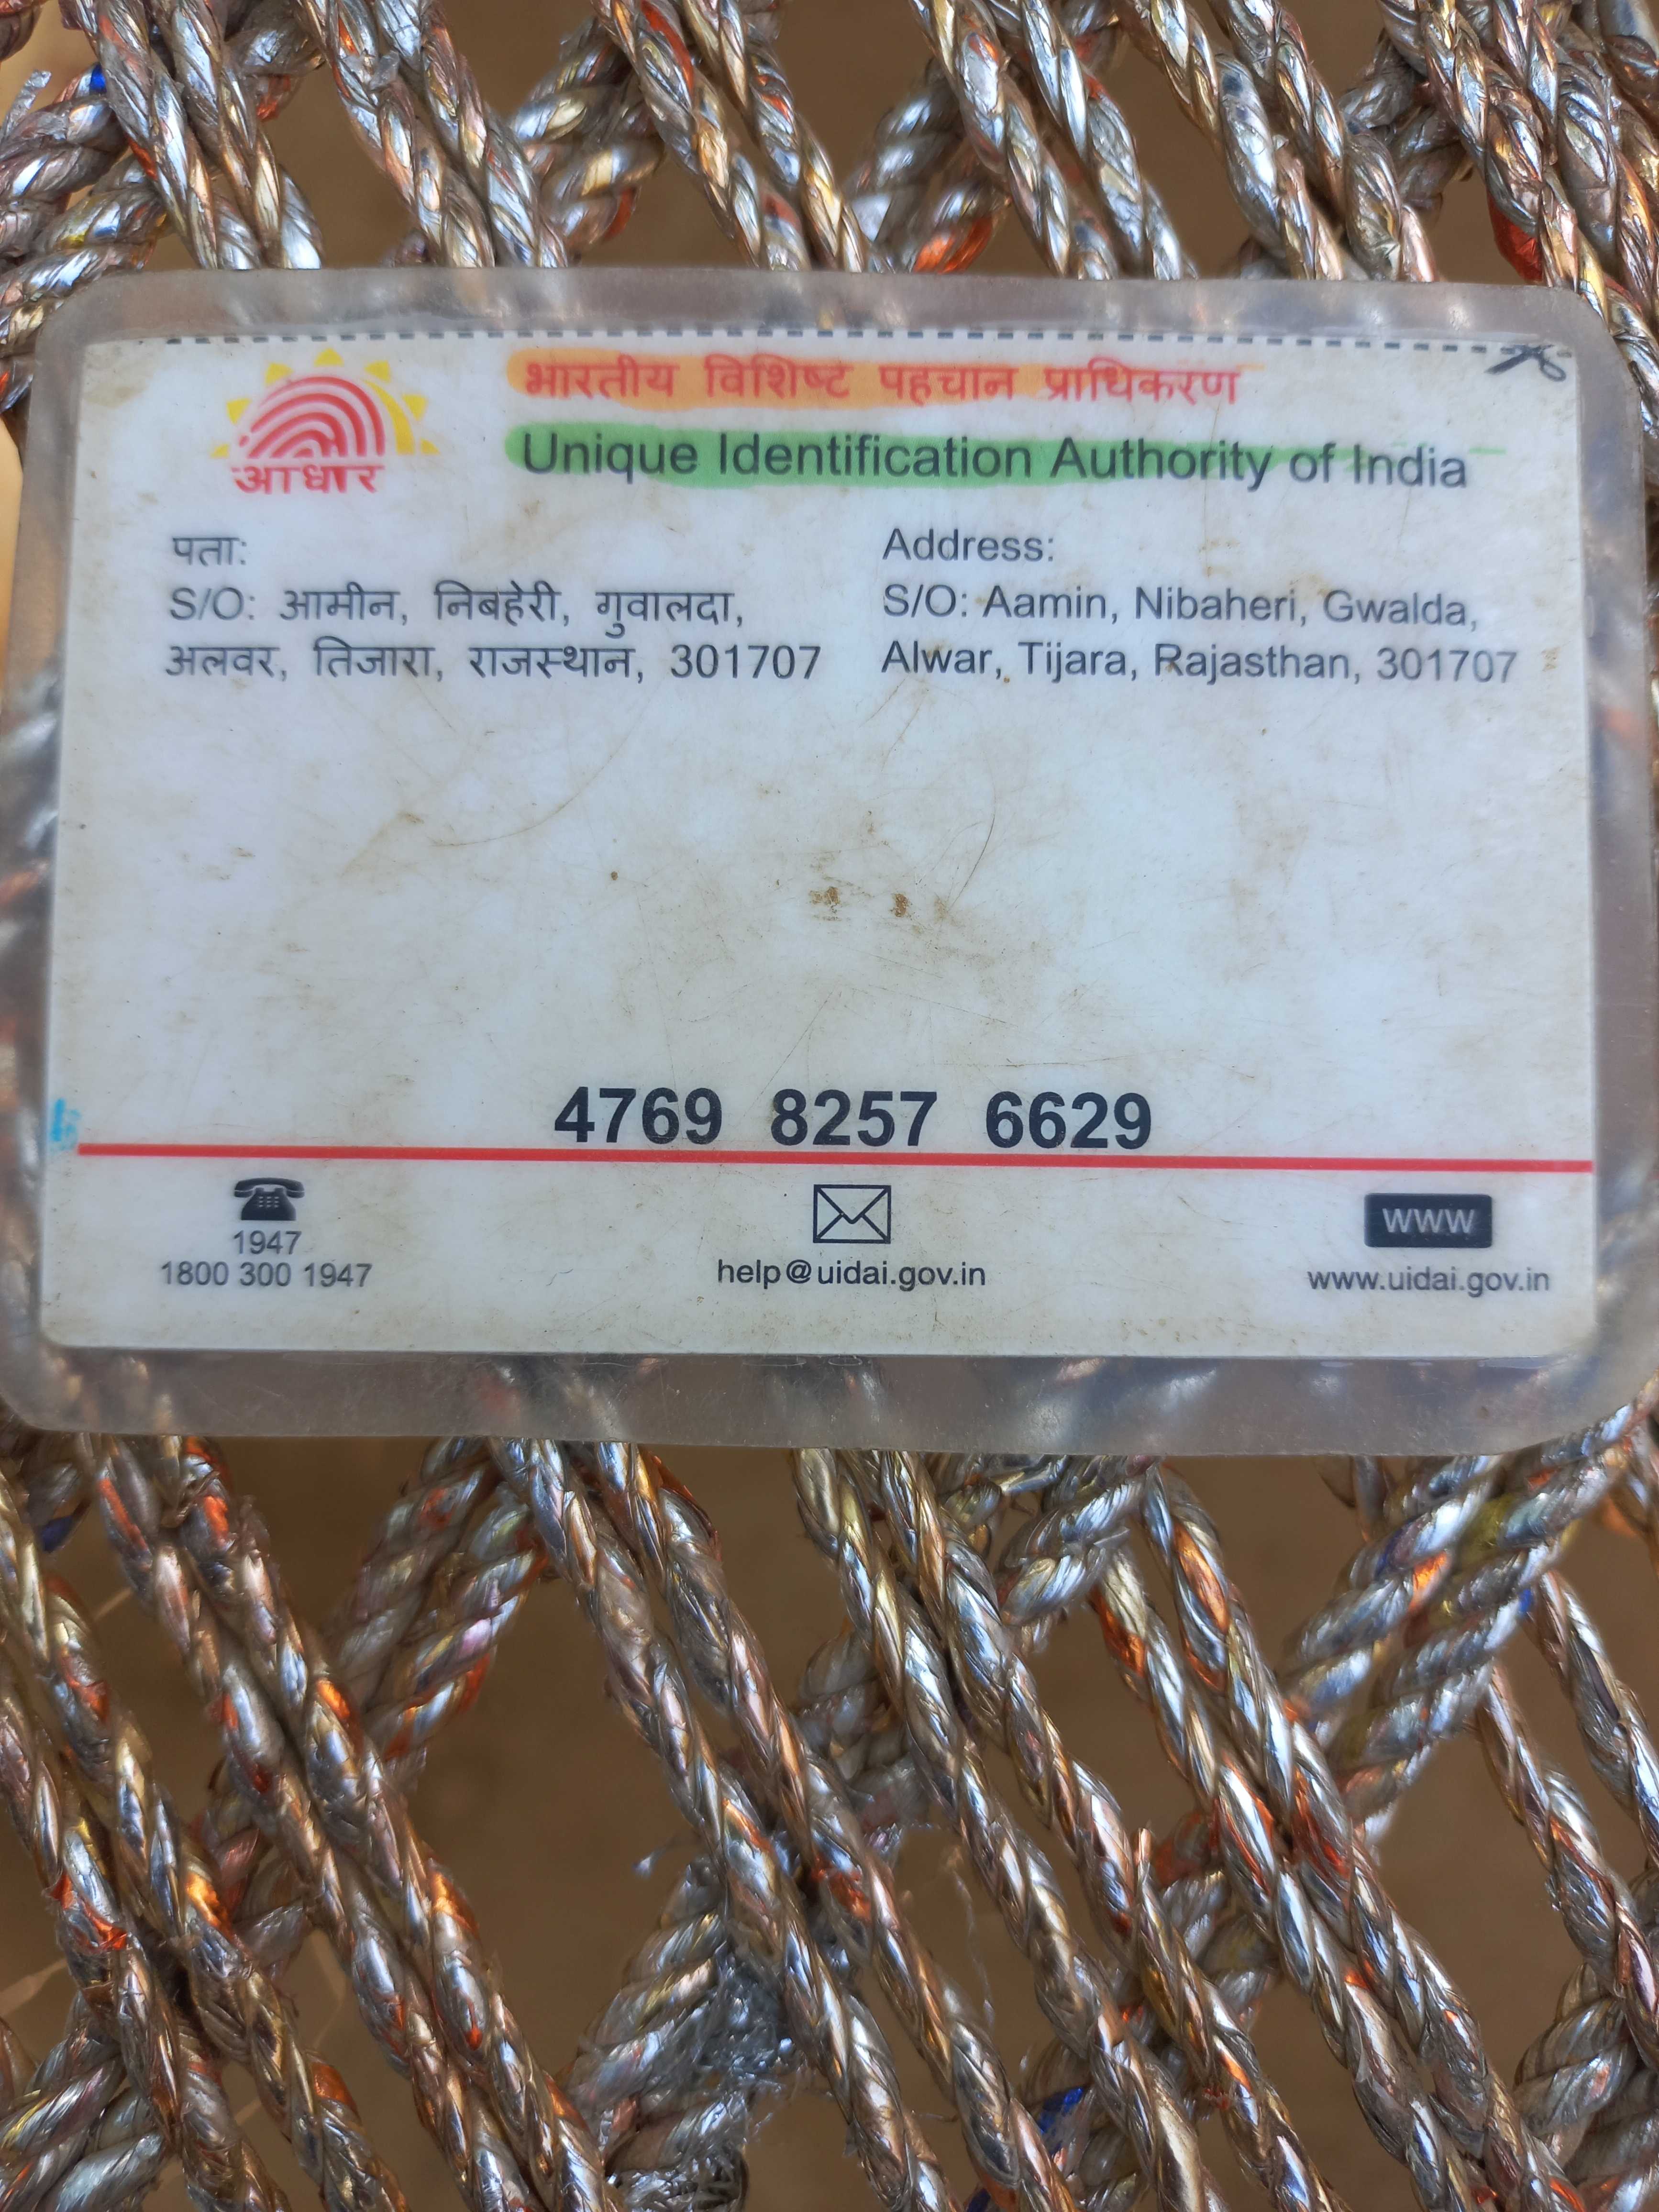 आधार
भारतीय विशिष्ट पहचान प्राधिकरण
Unique Identification Authority of India
पता:
S/O: आमीन, निबहेरी, गुवालदा,
अलवर, तिजारा, राजस्थान, 301707
Address:
S/O: Aamin, Nibaheri, Gwalda,
Alwar, Tijara, Rajasthan, 301707
4769 8257 6629
1947
1800 300 1947
help@uidai.gov.in
WWW
www.uidai.gov.in